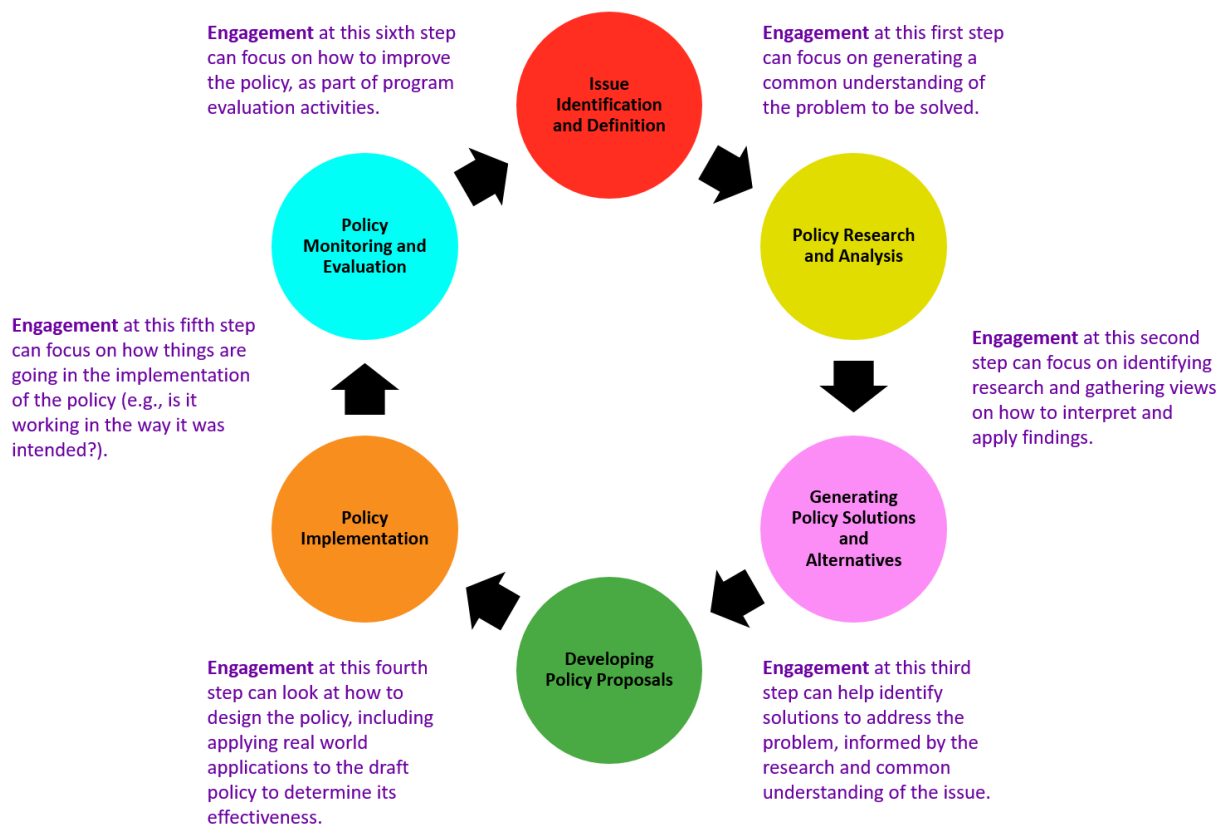 Issue
Identification
and Definition
Engagement at this first step
can focus on generating a
common understanding of
the problem to be solved.
Policy Research
and Analysis
Engagement at this second
step can focus on identifying
research and gathering views
on how to interpret and
apply findings.
Generating
Policy Solutions
and
Alternatives
Engagement at this third
step can help identify
solutions to address the
problem, informed by the
research and common
understanding of the issue.
Developing
Policy Proposals
Engagement at this fourth
step can look at how to
design the policy, including
applying real world
applications to the draft
policy to determine its
effectiveness.
Policy
Implementation
Engagement at this fifth step
can focus on how things are
going in the implementation
of the policy (e.g., is it
working in the way it was
intended?).
Policy
Monitoring and
Evaluation
Engagement at this sixth step
can focus on how to improve
the policy, as part of program
evaluation activities.